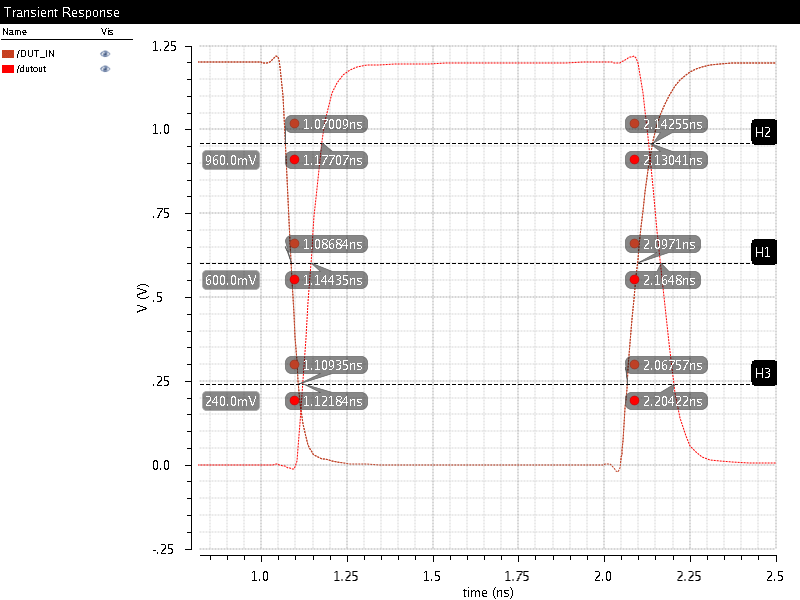 Transient Response
Name Vis
/DUT_IN
/dutout
1.25
1.0
.75
.5
.25
0.0
-.25
V (V)
1.07009ns
2.14255ns
H2
960.0mV
1.17707ns
2.13041ns
1.08684ns
2.0971ns
H1
600.0mV
1.14435ns
2.1648ns
1.10935ns
2.06757ns
H3
240.0mV
1.12184ns
2.20422ns
1.0 1.25 1.5 1.75 2.0 2.25 2.5
time (ns)